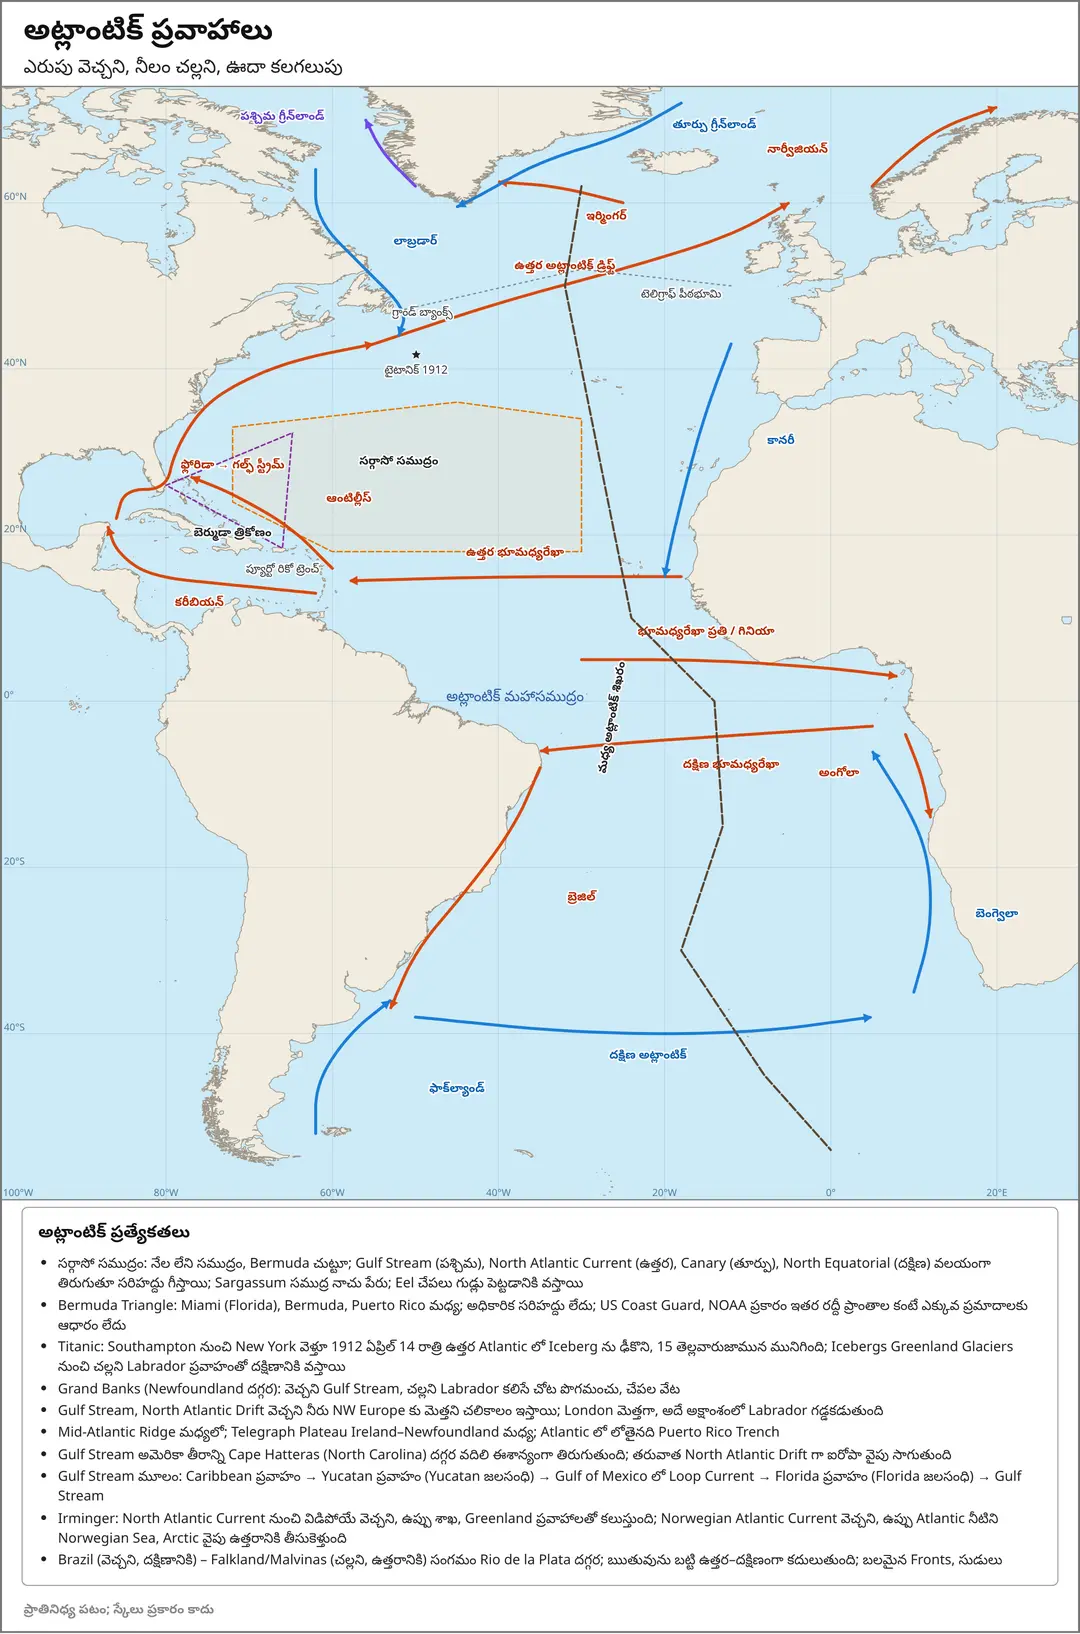 అట్లాంటిక్ ప్రవాహాలు
ఎరుపు వెచ్చని, నీలం చల్లని, ఊదా కలగలుపు
పశ్చిమ గ్రీన్‌లాండ్
తూర్పు గ్రీన్‌లాండ్
నార్వీజియన్
60°N
ఇర్మింగర్
లాబ్రడార్
ఉత్తర అట్లాంటిక్ డ్రిఫ్ట్
టెలిగ్రాఫ్ పీఠభూమి
గ్రాండ్ బ్యాంక్స్
40°N
టైటానిక్ 1912
కానరీ
సర్గాసో సముద్రం
ఫ్లోరిడా → గల్ఫ్ స్ట్రీమ్
ఆంటిల్లీస్
20°N
బెర్ముడా త్రికోణం
ఉత్తర భూమధ్యరేఖా
ప్యూర్టో రికో ట్రెంచ్
కరీబియన్
భూమధ్యరేఖా ప్రతి / గినియా
0°
అట్లాంటిక్ మహాసముద్రం
మధ్య అట్లాంటిక్ శిఖరం
దక్షిణ భూమధ్యరేఖా
అంగోలా
20°S
బ్రెజిల్
బెంగ్వెలా
40°S
దక్షిణ అట్లాంటిక్
ఫాక్‌ల్యాండ్
100°W
80°W
60°W
40°W
20°W
0°
20°E
అట్లాంటిక్ ప్రత్యేకతలు
• సర్గాసో సముద్రం: నేల లేని సముద్రం, Bermuda చుట్టూ; Gulf Stream (పశ్చిమ), North Atlantic Current (ఉత్తర), Canary (తూర్పు), North Equatorial (దక్షిణ) వలయంగా
తిరుగుతూ సరిహద్దు గీస్తాయి; Sargassum సముద్ర నాచు పేరు; Eel చేపలు గుడ్లు పెట్టడానికి వస్తాయి
• Bermuda Triangle: Miami (Florida), Bermuda, Puerto Rico మధ్య; అధికారిక సరిహద్దు లేదు; US Coast Guard, NOAA ప్రకారం ఇతర రద్దీ ప్రాంతాల కంటే ఎక్కువ ప్రమాదాలకు
ఆధారం లేదు
• Titanic: Southampton నుంచి New York వెళ్తూ 1912 ఏప్రిల్ 14 రాత్రి ఉత్తర Atlantic లో Iceberg ను ఢీకొని, 15 తెల్లవారుజామున మునిగింది; Icebergs Greenland Glaciers
నుంచి చల్లని Labrador ప్రవాహంతో దక్షిణానికి వస్తాయి
• Grand Banks (Newfoundland దగ్గర): వెచ్చని Gulf Stream, చల్లని Labrador కలిసే చోట పొగమంచు, చేపల వేట
• Gulf Stream, North Atlantic Drift వెచ్చని నీరు NW Europe కు మెత్తని చలికాలం ఇస్తాయి; London మెత్తగా, అదే అక్షాంశంలో Labrador గడ్డకడుతుంది
• Mid-Atlantic Ridge మధ్యలో; Telegraph Plateau Ireland–Newfoundland మధ్య; Atlantic లో లోతైనది Puerto Rico Trench
• Gulf Stream అమెరికా తీరాన్ని Cape Hatteras (North Carolina) దగ్గర వదిలి ఈశాన్యంగా తిరుగుతుంది; తరువాత North Atlantic Drift గా ఐరోపా వైపు సాగుతుంది
• Gulf Stream మూలం: Caribbean ప్రవాహం → Yucatan ప్రవాహం (Yucatan జలసంధి) → Gulf of Mexico లో Loop Current → Florida ప్రవాహం (Florida జలసంధి) → Gulf
Stream
• Irminger: North Atlantic Current నుంచి విడిపోయే వెచ్చని, ఉప్పు శాఖ, Greenland ప్రవాహాలతో కలుస్తుంది; Norwegian Atlantic Current వెచ్చని, ఉప్పు Atlantic నీటిని
Norwegian Sea, Arctic వైపు ఉత్తరానికి తీసుకెళ్తుంది
• Brazil (వెచ్చని, దక్షిణానికి) – Falkland/Malvinas (చల్లని, ఉత్తరానికి) సంగమం Rio de la Plata దగ్గర; ఋతువును బట్టి ఉత్తర–దక్షిణంగా కదులుతుంది; బలమైన Fronts, సుడులు
ప్రాతినిధ్య పటం; స్కేలు ప్రకారం కాదు